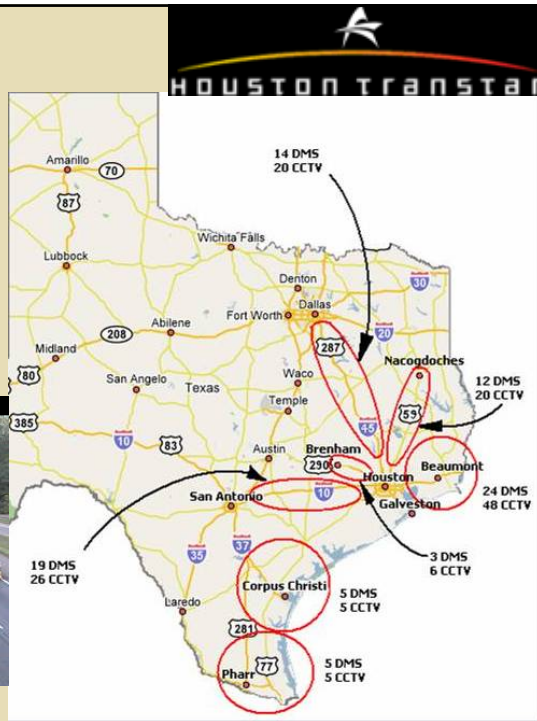 HOUSTON TRANSTAR
14 DMS
20 CCTV
Amarillo
70
87
Wichita Falls
Lubbock
30
Denton
Fort Worth
Dallas
208
Abilene
20
Midland
287
Nacogdoches
80
San Angelo
Texas
Waco
12 DMS
20 CCTV
Temple
59
385
10
83
45
Austin
Brenham
290
Beaumont
Houston
San Antonio
10
24 DMS
48 CCTV
Galveston
19 DMS
26 CCTV
35
37
3 DMS
6 CCTV
Corpus Christi
5 DMS
5 CCTV
Laredo
281
77
5 DMS
5 CCTV
Pharr